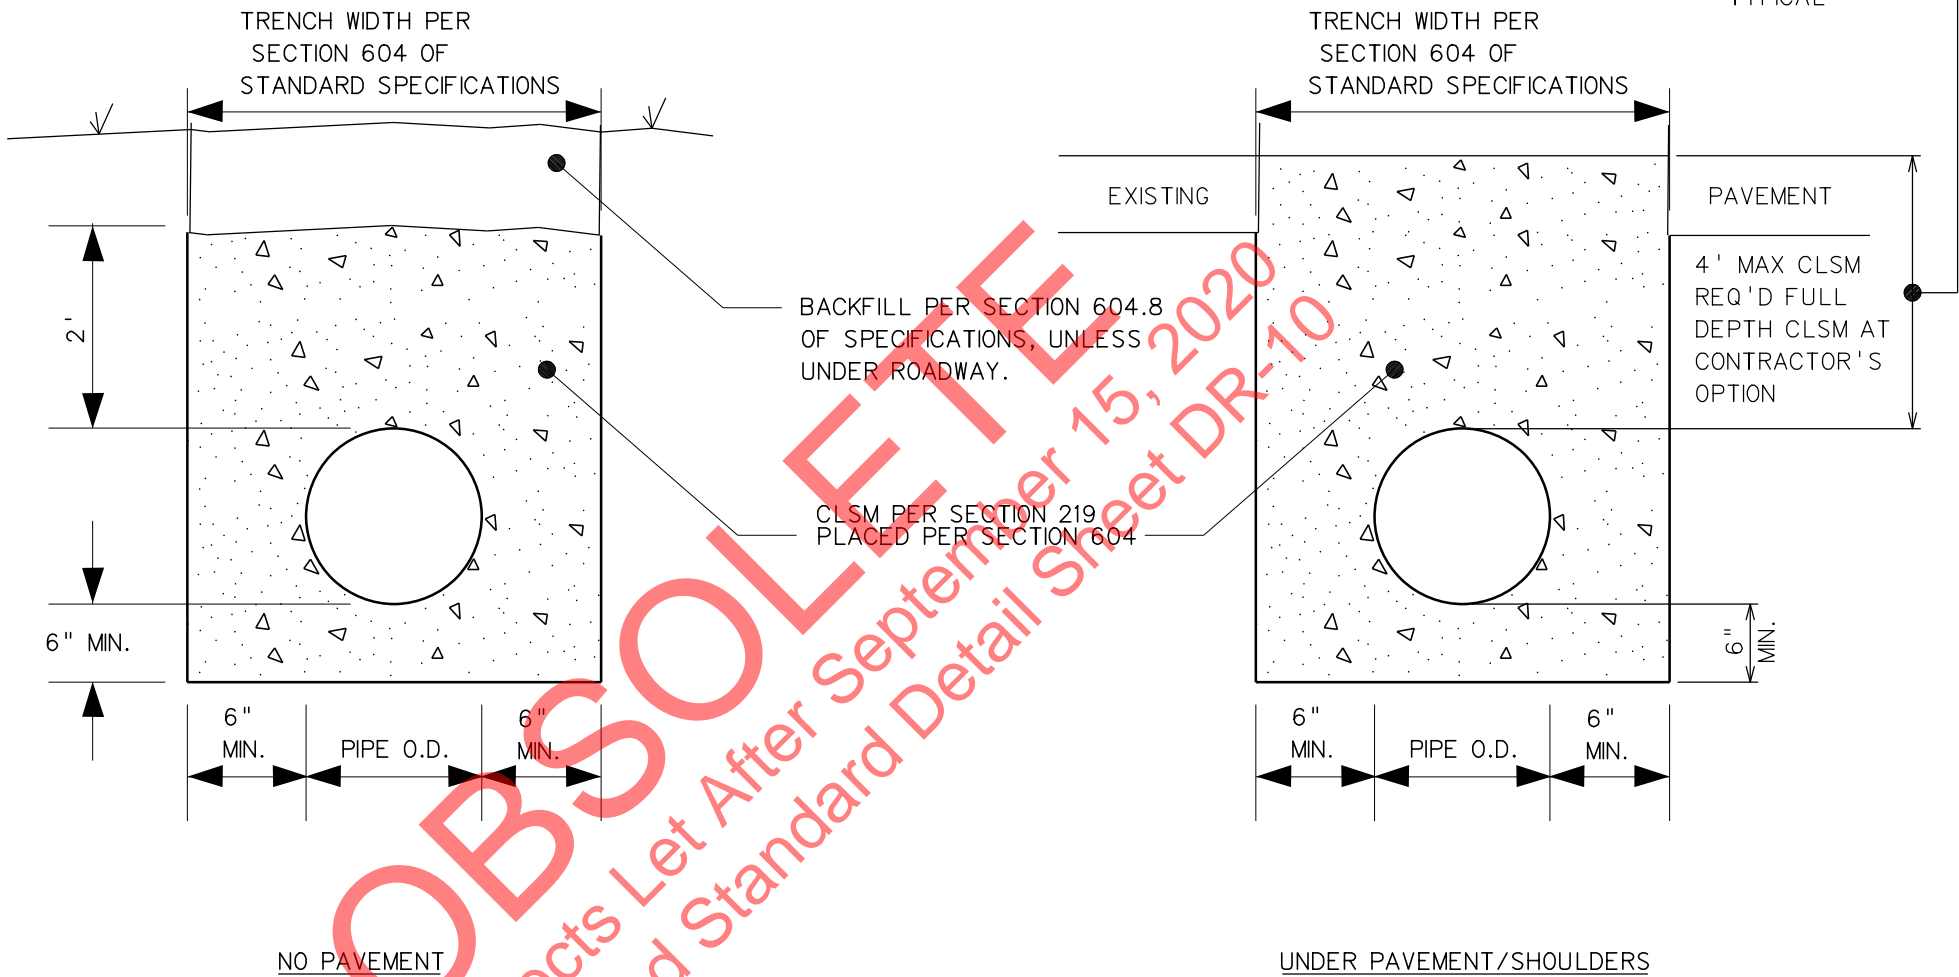 TYPICAL
TRENCH WIDTH PER
SECTION 604 OF
STANDARD SPECIFICATIONS
TRENCH WIDTH PER
SECTION 604 OF
STANDARD SPECIFICATIONS
EXISTING
PAVEMENT
4' MAX CLSM
REQ'D FULL
DEPTH CLSM AT
CONTRACTOR'S
OPTION
2'
BACKFILL PER SECTION 604.8
OF SPECIFICATIONS, UNLESS
UNDER ROADWAY.
CLSM PER SECTION 219
PLACED PER SECTION 604
6" MIN.
6"
MIN.
6"
MIN.
PIPE O.D.
6"
MIN.
6"
MIN.
PIPE O.D.
6"
MIN.
NO PAVEMENT
UNDER PAVEMENT/SHOULDERS
OBSOLETE
Let After September 15, 2020
Standard Detail Sheet DR-10